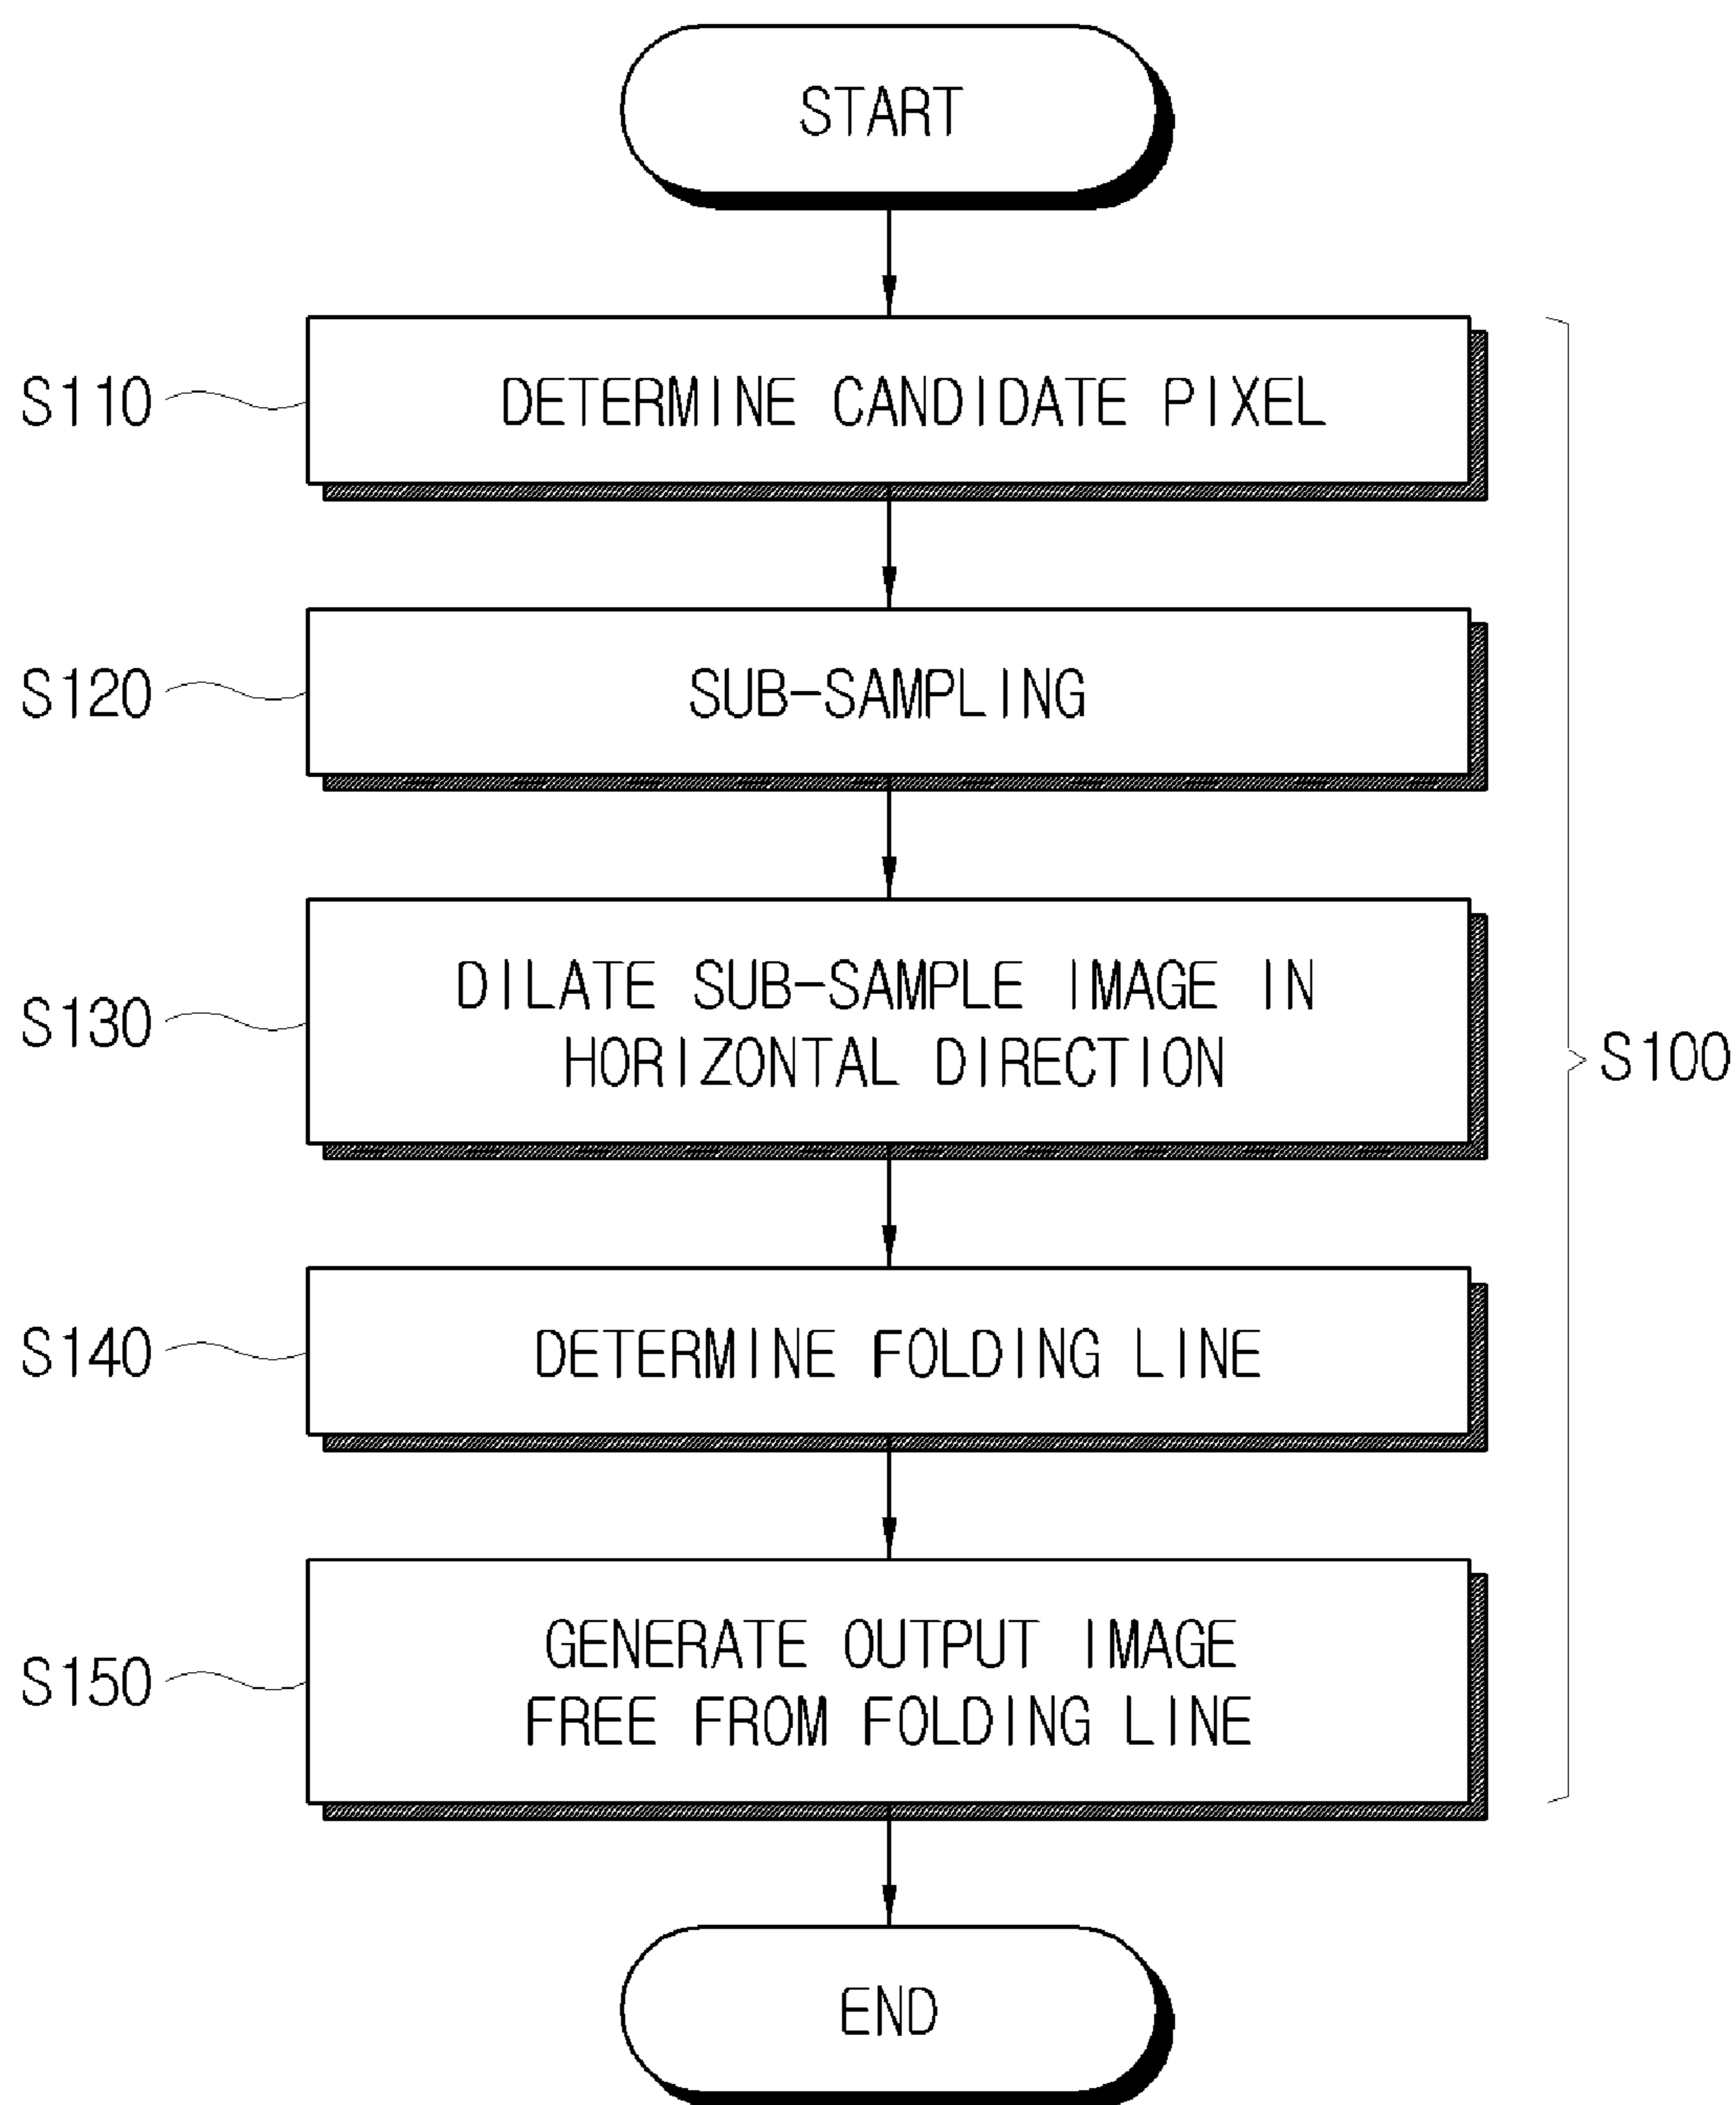 START
S110
DETERMINE CANDIDATE PIXEL
S120
SUB-SAMPLING
S130
DILATE SUB-SAMPLE IMAGE IN
HORIZONTAL DIRECTION
S100
S140
DETERMINE FOLDING LINE
S150
GENERATE OUTPUT IMAGE
FREE FROM FOLDING LINE
END